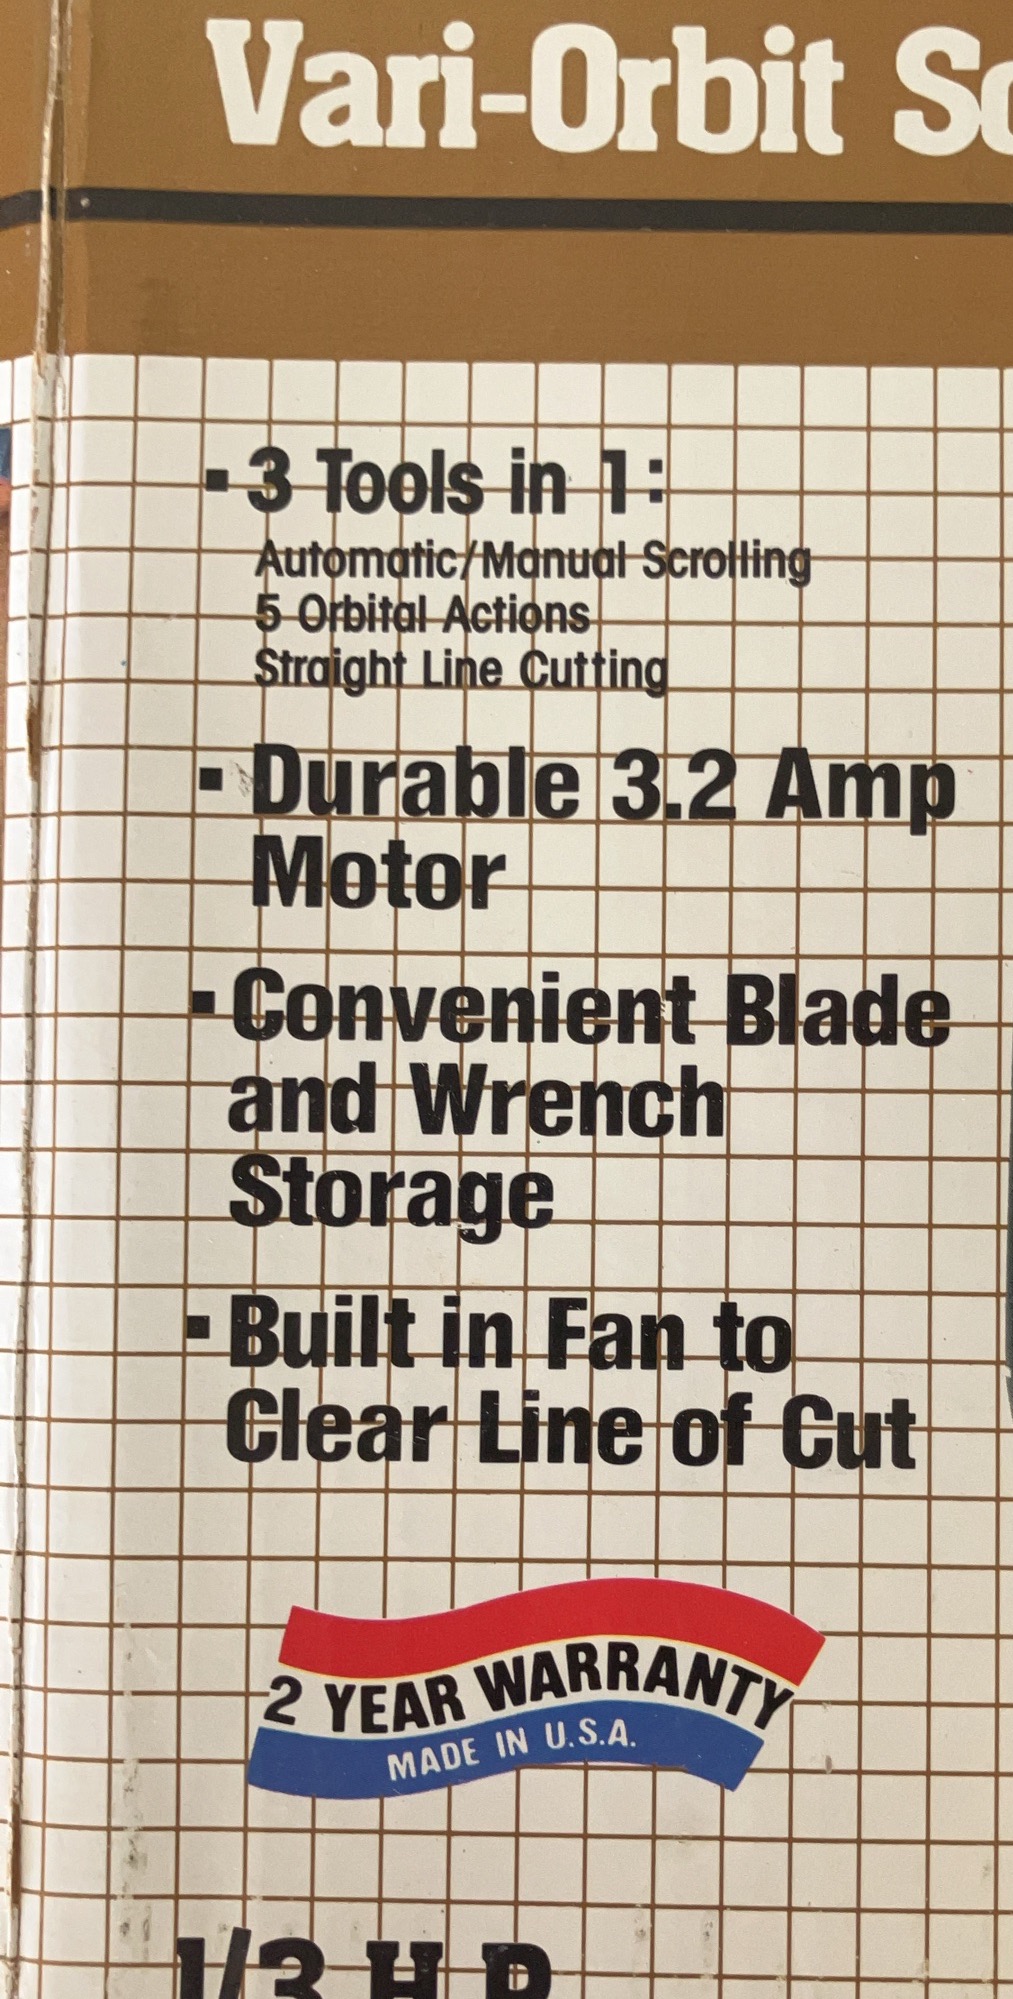 Vari-Orbit Sc
▪ 3 Tools in 1:
Automatic/Manual Scrolling
5 Orbital Actions
Straight Line Cutting
▪ Durable 3.2 Amp
Motor
▪ Convenient Blade
and Wrench
Storage
▪ Built in Fan to
Clear Line of Cut
2 YEAR WARRANTY
MADE IN U.S.A.
1/3 H.P.